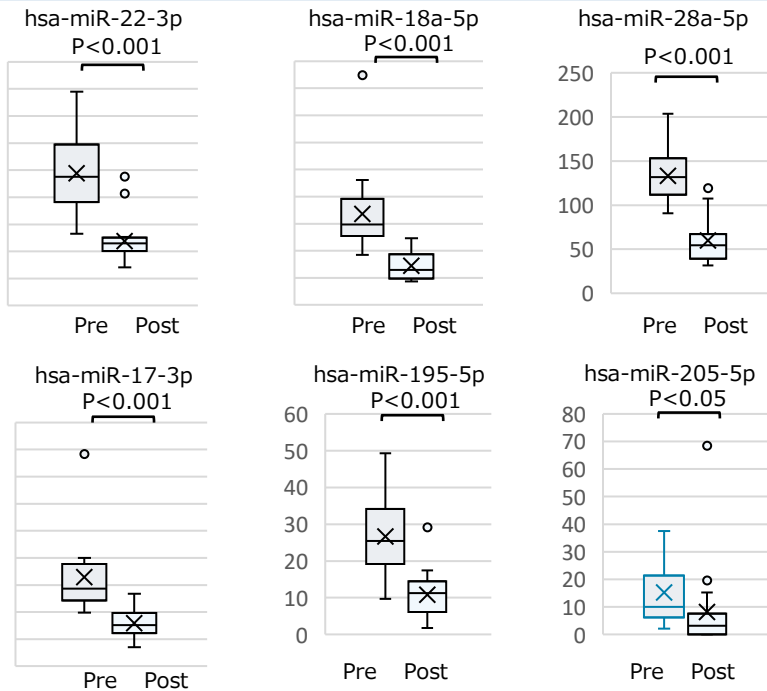 hsa-miR-22-3p
P<0.001
Pre Post
hsa-miR-18a-5p
P<0.001
Pre Post
hsa-miR-28a-5p
P<0.001
250
200
150
100
50
0
Pre Post
hsa-miR-17-3p
P<0.001
Pre Post
hsa-miR-195-5p
P<0.001
60
50
40
30
20
10
0
Pre Post
hsa-miR-205-5p
P<0.05
80
70
60
50
40
30
20
10
0
Pre Post